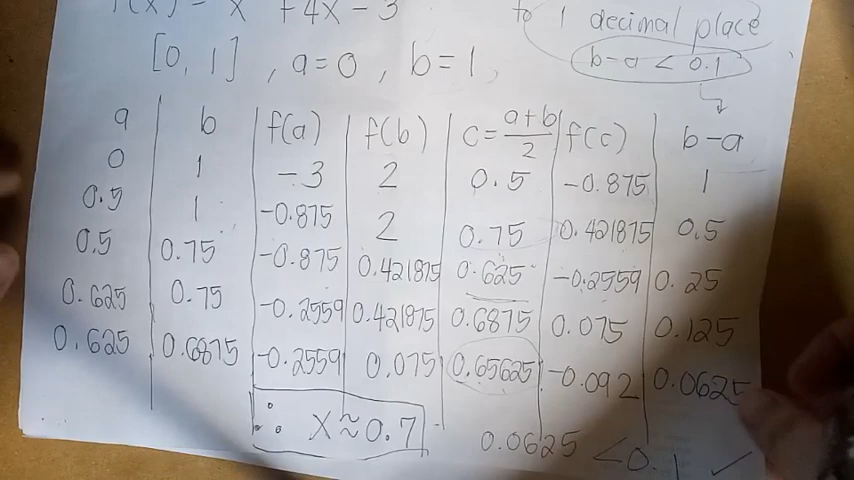 f(x) = x + 4x - 3
to 1 decimal place
[0, 1] , a = 0 , b = 1,
b - a < 0.1
a b f(a) f(b) c = a+b/2 f(c) b-a
0 1 -3 2 0.5 -0.875 1
0.5 1 -0.875 2 0.75 0.421875 0.5
0.5 0.75 -0.875 0.421875 0.625 -0.2559 0.25
0.625 0.75 -0.2559 0.421875 0.6875 0.075 0.125
0.625 0.6875 -0.2559 0.075 0.65625 -0.092 0.0625
∴ x ≈ 0.7
0.0625 < 0.1 ✓